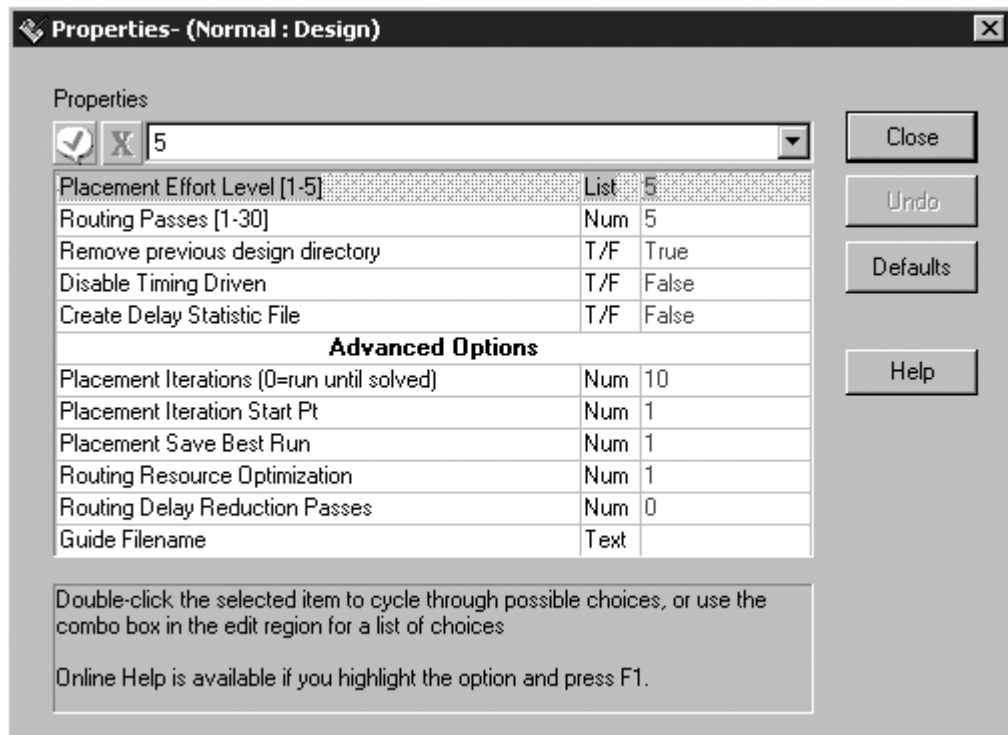 Properties- (Normal : Design)
Properties
5
Close
Placement Effort Level [1-5] List 5
Undo
Routing Passes [1-30] Num 5
Remove previous design directory T/F True
Defaults
Disable Timing Driven T/F False
Create Delay Statistic File T/F False
Advanced Options
Placement Iterations (0=run until solved) Num 10
Help
Placement Iteration Start Pt Num 1
Placement Save Best Run Num 1
Routing Resource Optimization Num 1
Routing Delay Reduction Passes Num 0
Guide Filename Text
Double-click the selected item to cycle through possible choices, or use the
combo box in the edit region for a list of choices
Online Help is available if you highlight the option and press F1.